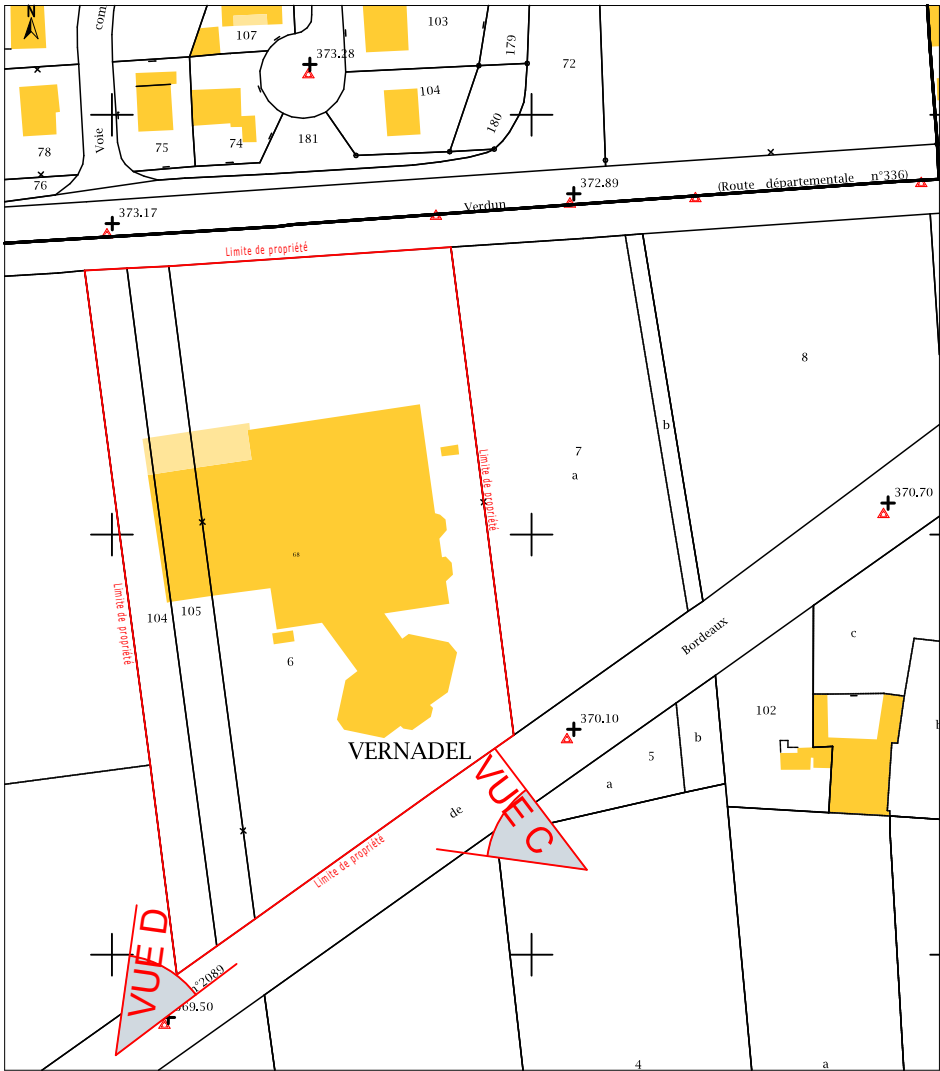 N
com
107
103
373.28
179
72
104
180
78
Voie
75
74
181
76
373.17
Verdun
372.89
(Route départementale n°336)
Limite de propriété
8
b
7
a
Limite de propriété
370.70
68
Limite de propriété
104
105
6
Bordeaux
c
102
370.10
b
5
a
b
VERNADEL
VUE C
de
Limite de propriété
VUE D
n°2089
369.50
4
a